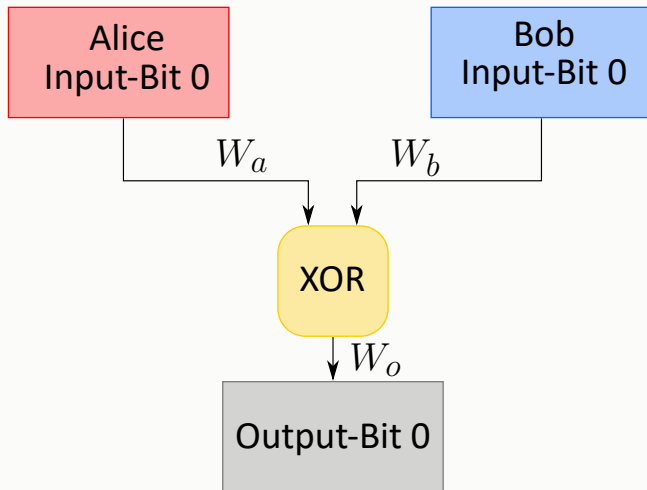 Alice
Input-Bit 0
Bob
Input-Bit 0
W_a
W_b
XOR
W_o
Output-Bit 0